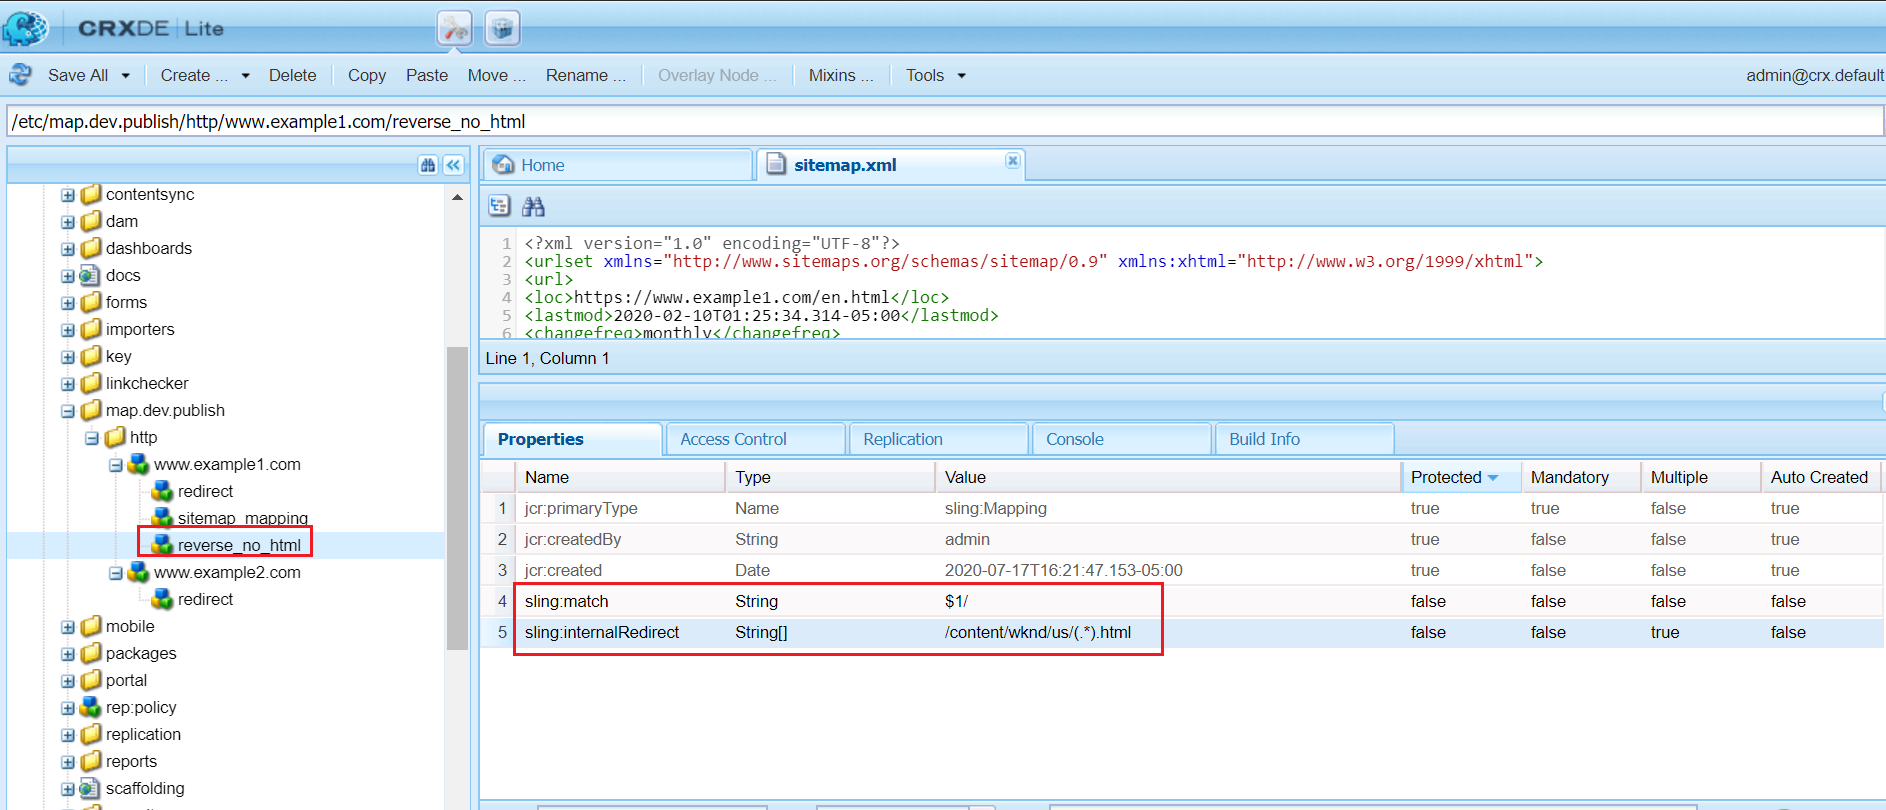 CRXDE | Lite
Save All Create ... Delete Copy Paste Move ... Rename ... Overlay Node ... Mixins ... Tools admin@crx.default
/etc/map.dev.publish/http/www.example1.com/reverse_no_html
contentsync
dam
dashboards
docs
forms
importers
key
linkchecker
map.dev.publish
http
www.example1.com
redirect
sitemap_mapping
reverse_no_html
www.example2.com
redirect
mobile
packages
portal
rep:policy
replication
reports
scaffolding
Home sitemap.xml
1 <?xml version="1.0" encoding="UTF-8"?>
2 <urlset xmlns="http://www.sitemaps.org/schemas/sitemap/0.9" xmlns:xhtml="http://www.w3.org/1999/xhtml">
3 <url>
4 <loc>https://www.example1.com/en.html</loc>
5 <lastmod>2020-02-10T01:25:34.314-05:00</lastmod>
6 <changefreq>monthly</changefreq>
Line 1, Column 1
Properties Access Control Replication Console Build Info
Name Type Value Protected Mandatory Multiple Auto Created
1 jcr:primaryType Name sling:Mapping true true false true
2 jcr:createdBy String admin true false false true
3 jcr:created Date 2020-07-17T16:21:47.153-05:00 true false false true
4 sling:match String $1/ false false false false
5 sling:internalRedirect String[] /content/wknd/us/(.*).html false false true false